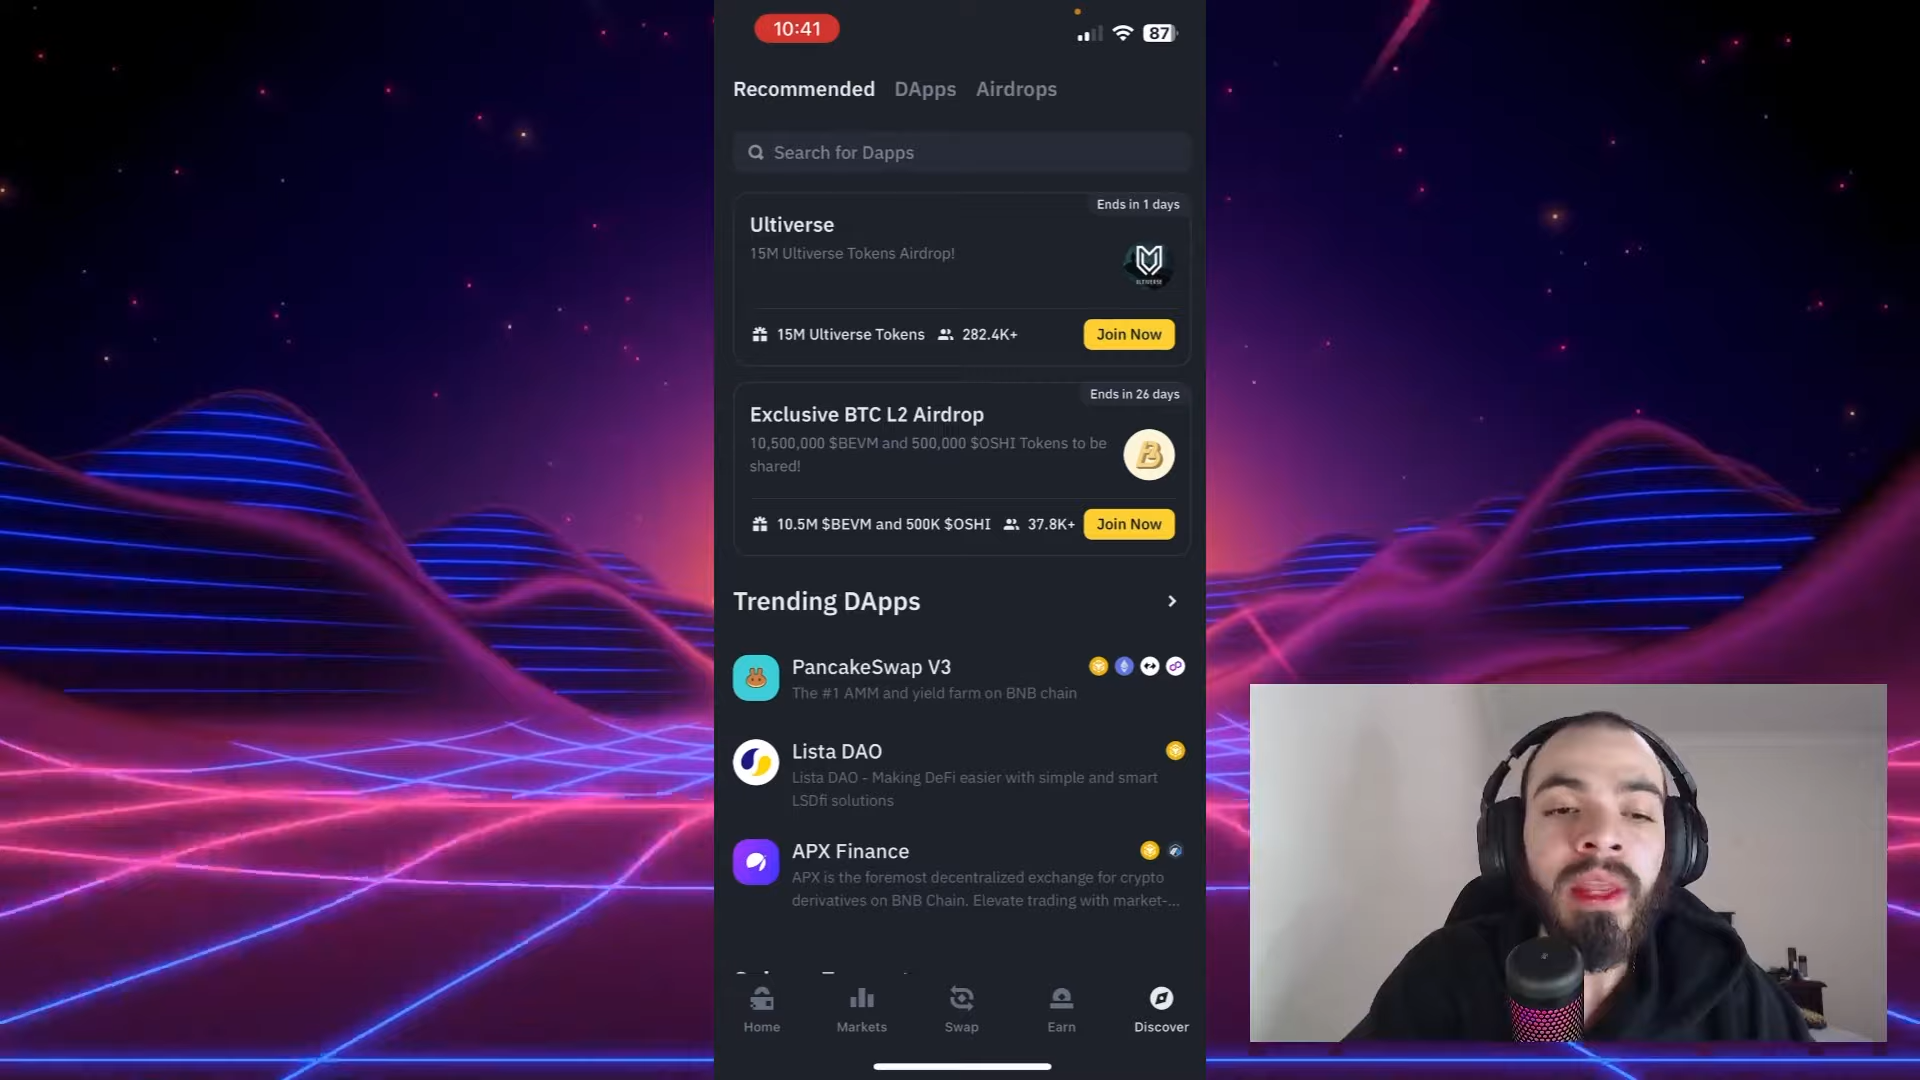 10:41
87
Recommended DApps Airdrops
Search for Dapps
Ends in 1 days
Ultiverse
15M Ultiverse Tokens Airdrop!
ULTIVERSE
15M Ultiverse Tokens 282.4K+ Join Now
Ends in 26 days
Exclusive BTC L2 Airdrop
10,500,000 $BEVM and 500,000 $OSHI Tokens to be
shared!
10.5M $BEVM and 500K $OSHI 37.8K+ Join Now
Trending DApps
PancakeSwap V3
The #1 AMM and yield farm on BNB chain
Lista DAO
Lista DAO - Making DeFi easier with simple and smart
LSDfi solutions
APX Finance
APX is the foremost decentralized exchange for crypto
derivatives on BNB Chain. Elevate trading with market-...
Home Markets Swap Earn Discover